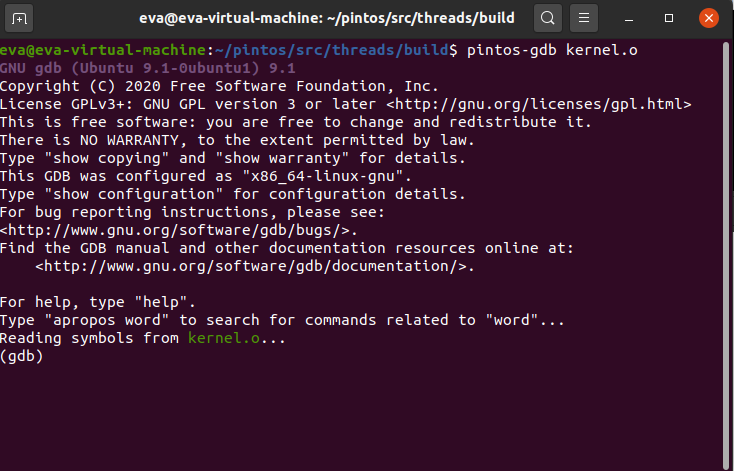 eva@eva-virtual-machine: ~/pintos/src/threads/build
eva@eva-virtual-machine:~/pintos/src/threads/build$ pintos-gdb kernel.o
GNU gdb (Ubuntu 9.1-0ubuntu1) 9.1
Copyright (C) 2020 Free Software Foundation, Inc.
License GPLv3+: GNU GPL version 3 or later <http://gnu.org/licenses/gpl.html>
This is free software: you are free to change and redistribute it.
There is NO WARRANTY, to the extent permitted by law.
Type "show copying" and "show warranty" for details.
This GDB was configured as "x86_64-linux-gnu".
Type "show configuration" for configuration details.
For bug reporting instructions, please see:
<http://www.gnu.org/software/gdb/bugs/>.
Find the GDB manual and other documentation resources online at:
    <http://www.gnu.org/software/gdb/documentation/>.

For help, type "help".
Type "apropos word" to search for commands related to "word"...
Reading symbols from kernel.o...
(gdb)